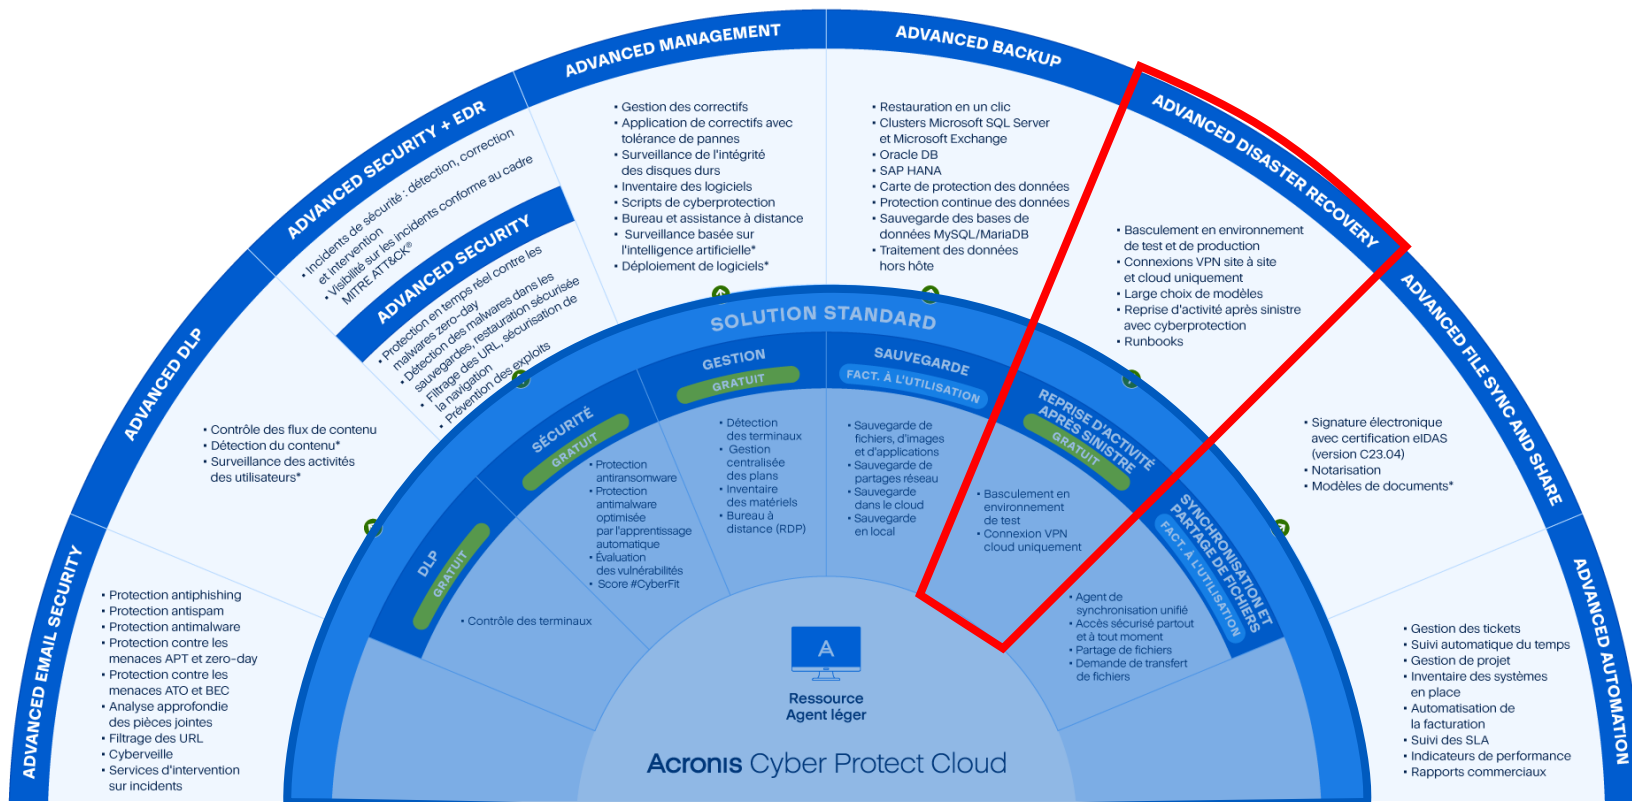 ADVANCED EMAIL SECURITY
• Protection antiphishing
• Protection antispam
• Protection antimalware
• Protection contre les
menaces APT et zero-day
• Protection contre les
menaces ATO et BEC
• Analyse approfondie
des pièces jointes
• Filtrage des URL
• Cyberveille
• Services d'intervention
sur incidents
ADVANCED DLP
• Contrôle des flux de contenu
• Détection du contenu*
• Surveillance des activités
des utilisateurs*
ADVANCED SECURITY + EDR
• Incidents de sécurité : détection, correction
et intervention
• Visibilité sur les incidents conforme au cadre
MITRE ATT&CK®
ADVANCED SECURITY
• Protection en temps réel contre les
malwares zero-day
• Détection des malwares dans les
sauvegardes, restauration sécurisée
• Filtrage des URL, sécurisation de
la navigation
• Prévention des exploits
ADVANCED MANAGEMENT
• Gestion des correctifs
• Application de correctifs avec
tolérance de pannes
• Surveillance de l'intégrité
des disques durs
• Inventaire des logiciels
• Scripts de cyberprotection
• Bureau et assistance à distance
• Surveillance basée sur
l'intelligence artificielle*
• Déploiement de logiciels*
ADVANCED BACKUP
• Restauration en un clic
• Clusters Microsoft SQL Server
et Microsoft Exchange
• Oracle DB
• SAP HANA
• Carte de protection des données
• Protection continue des données
• Sauvegarde des bases de
données MySQL/MariaDB
• Traitement des données
hors hôte
ADVANCED DISASTER RECOVERY
• Basculement en environnement
de test et de production
• Connexions VPN site à site
et cloud uniquement
• Large choix de modèles
• Reprise d'activité après sinistre
avec cyberprotection
• Runbooks
ADVANCED FILE SYNC AND SHARE
• Signature électronique
avec certification eIDAS
(version C23.04)
• Notarisation
• Modèles de documents*
ADVANCED AUTOMATION
• Gestion des tickets
• Suivi automatique du temps
• Gestion de projet
• Inventaire des systèmes
en place
• Automatisation de
la facturation
• Suivi des SLA
• Indicateurs de performance
• Rapports commerciaux
SOLUTION STANDARD
DLP
GRATUIT
• Contrôle des terminaux
SÉCURITÉ
GRATUIT
• Protection
antiransomware
• Protection
antimalware
optimisée
par l'apprentissage
automatique
• Évaluation
des vulnérabilités
• Score #CyberFit
GESTION
GRATUIT
• Détection
des terminaux
• Gestion
centralisée
des plans
• Inventaire
des matériels
• Bureau à
distance (RDP)
SAUVEGARDE
FACT. À L'UTILISATION
• Sauvegarde de
fichiers, d'images
et d'applications
• Sauvegarde de
partages réseau
• Sauvegarde
dans le cloud
• Sauvegarde
en local
REPRISE D'ACTIVITÉ
APRÈS SINISTRE
GRATUIT
• Basculement en
environnement
de test
• Connexion VPN
cloud uniquement
SYNCHRONISATION ET
PARTAGE DE FICHIERS
FACT. À L'UTILISATION
• Agent de
synchronisation unifié
• Accès sécurisé partout
et à tout moment
• Partage de fichiers
• Demande de transfert
de fichiers
A
Ressource
Agent léger
Acronis Cyber Protect Cloud